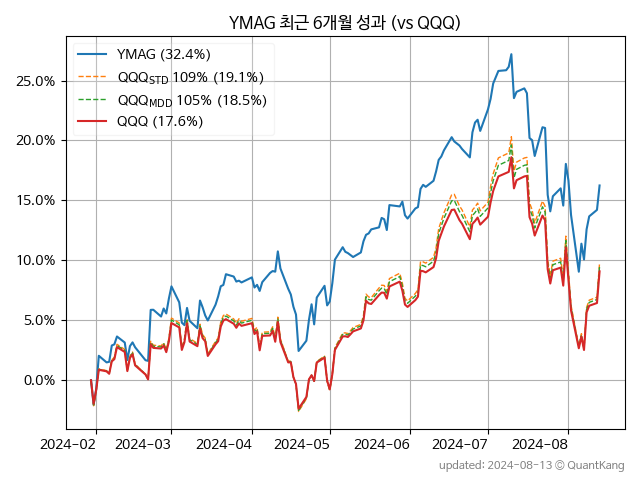 YMAG 최근 6개월 성과 (vs QQQ)
YMAG (32.4%)
QQQSTD 109% (19.1%)
QQQMDD 105% (18.5%)
QQQ (17.6%)
25.0%
20.0%
15.0%
10.0%
5.0%
0.0%
2024-02 2024-03 2024-04 2024-05 2024-06 2024-07 2024-08
updated: 2024-08-13 © QuantKang